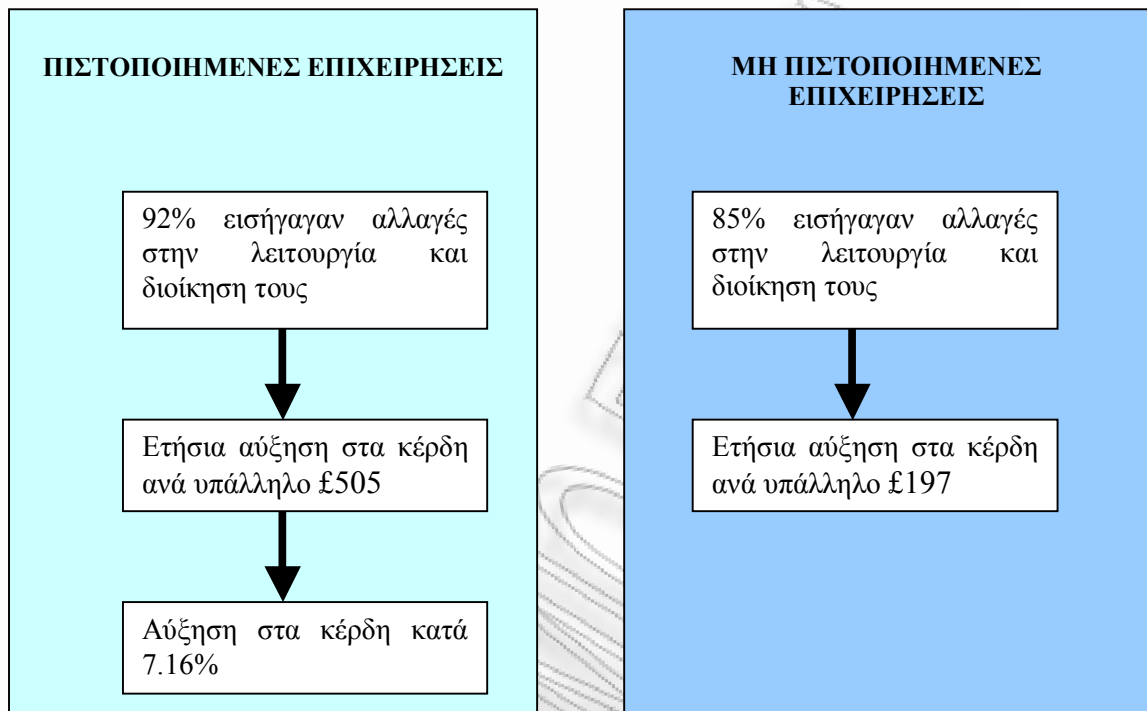 ΠΙΣΤΟΠΟΙΗΜΕΝΕΣ ΕΠΙΧΕΙΡΗΣΕΙΣ
92% εισήγαγαν αλλαγές
στην λειτουργία και
διοίκηση τους
Ετήσια αύξηση στα κέρδη
ανά υπάλληλο £505
Αύξηση στα κέρδη κατά
7.16%
ΜΗ ΠΙΣΤΟΠΟΙΗΜΕΝΕΣ
ΕΠΙΧΕΙΡΗΣΕΙΣ
85% εισήγαγαν αλλαγές
στην λειτουργία και
διοίκηση τους
Ετήσια αύξηση στα κέρδη
ανά υπάλληλο £197